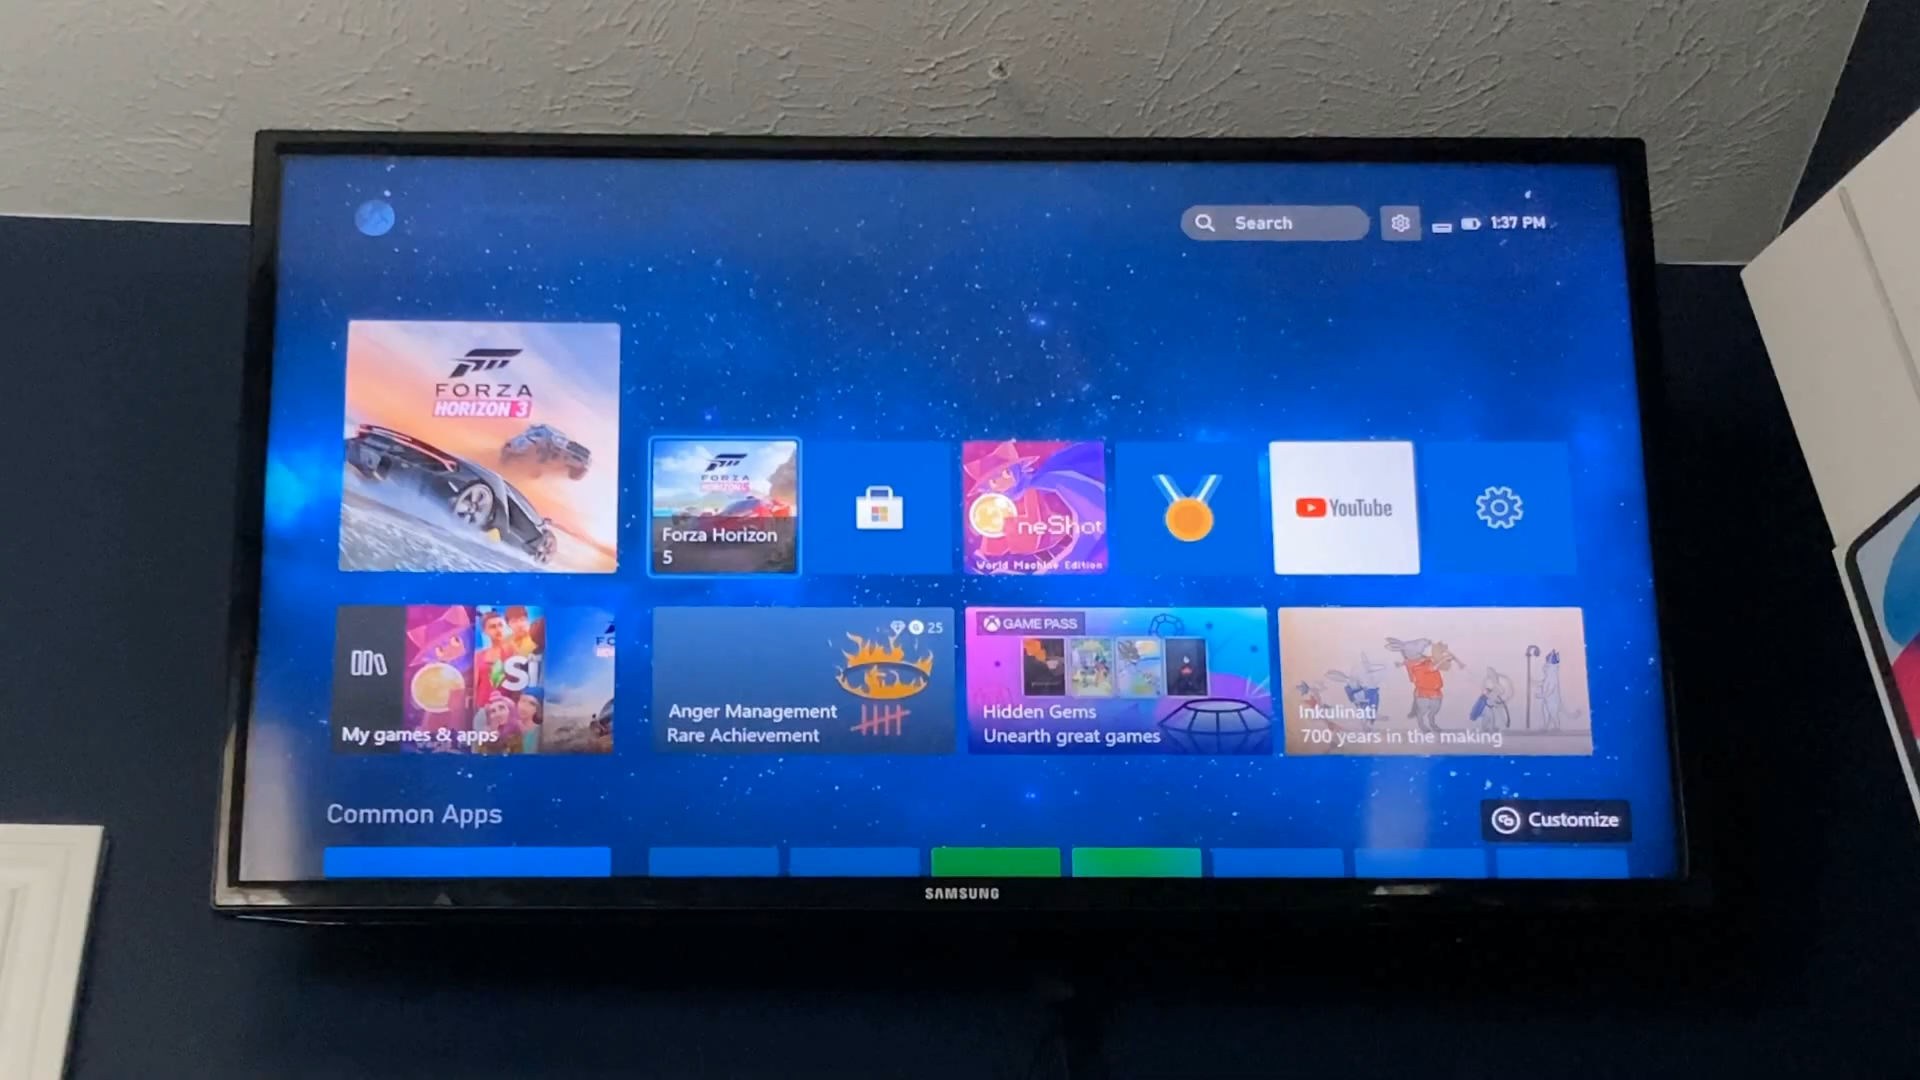 Search
1:37 PM
FORZA
HORIZON 3
FORZA
HORIZON 5
Forza Horizon
5
OneShot
World Machine Edition
YouTube
My games & apps
G 25
Anger Management
Rare Achievement
GAME PASS
Hidden Gems
Unearth great games
Inkulinati
700 years in the making
Common Apps
Customize
SAMSUNG